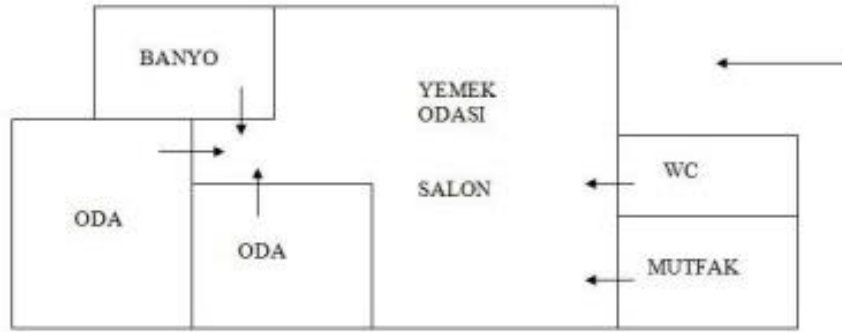 BANYO
YEMEK
ODASI
WC
SALON
ODA
ODA
MUTFAK